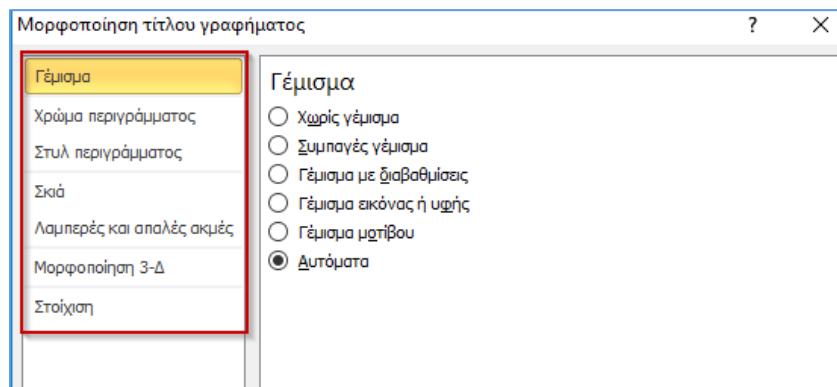 Μορφοποίηση τίτλου γραφήματος ? ×
Γέμισμα
Χρώμα περιγράμματος
Στυλ περιγράμματος
Σκιά
Λαμπερές και απαλές ακμές
Μορφοποίηση 3-Δ
Στοίχιση
Γέμισμα
Χωρίς γέμισμα
Συμπαγές γέμισμα
Γέμισμα με διαβαθμίσεις
Γέμισμα εικόνας ή υφής
Γέμισμα μοτίβου
Αυτόματα